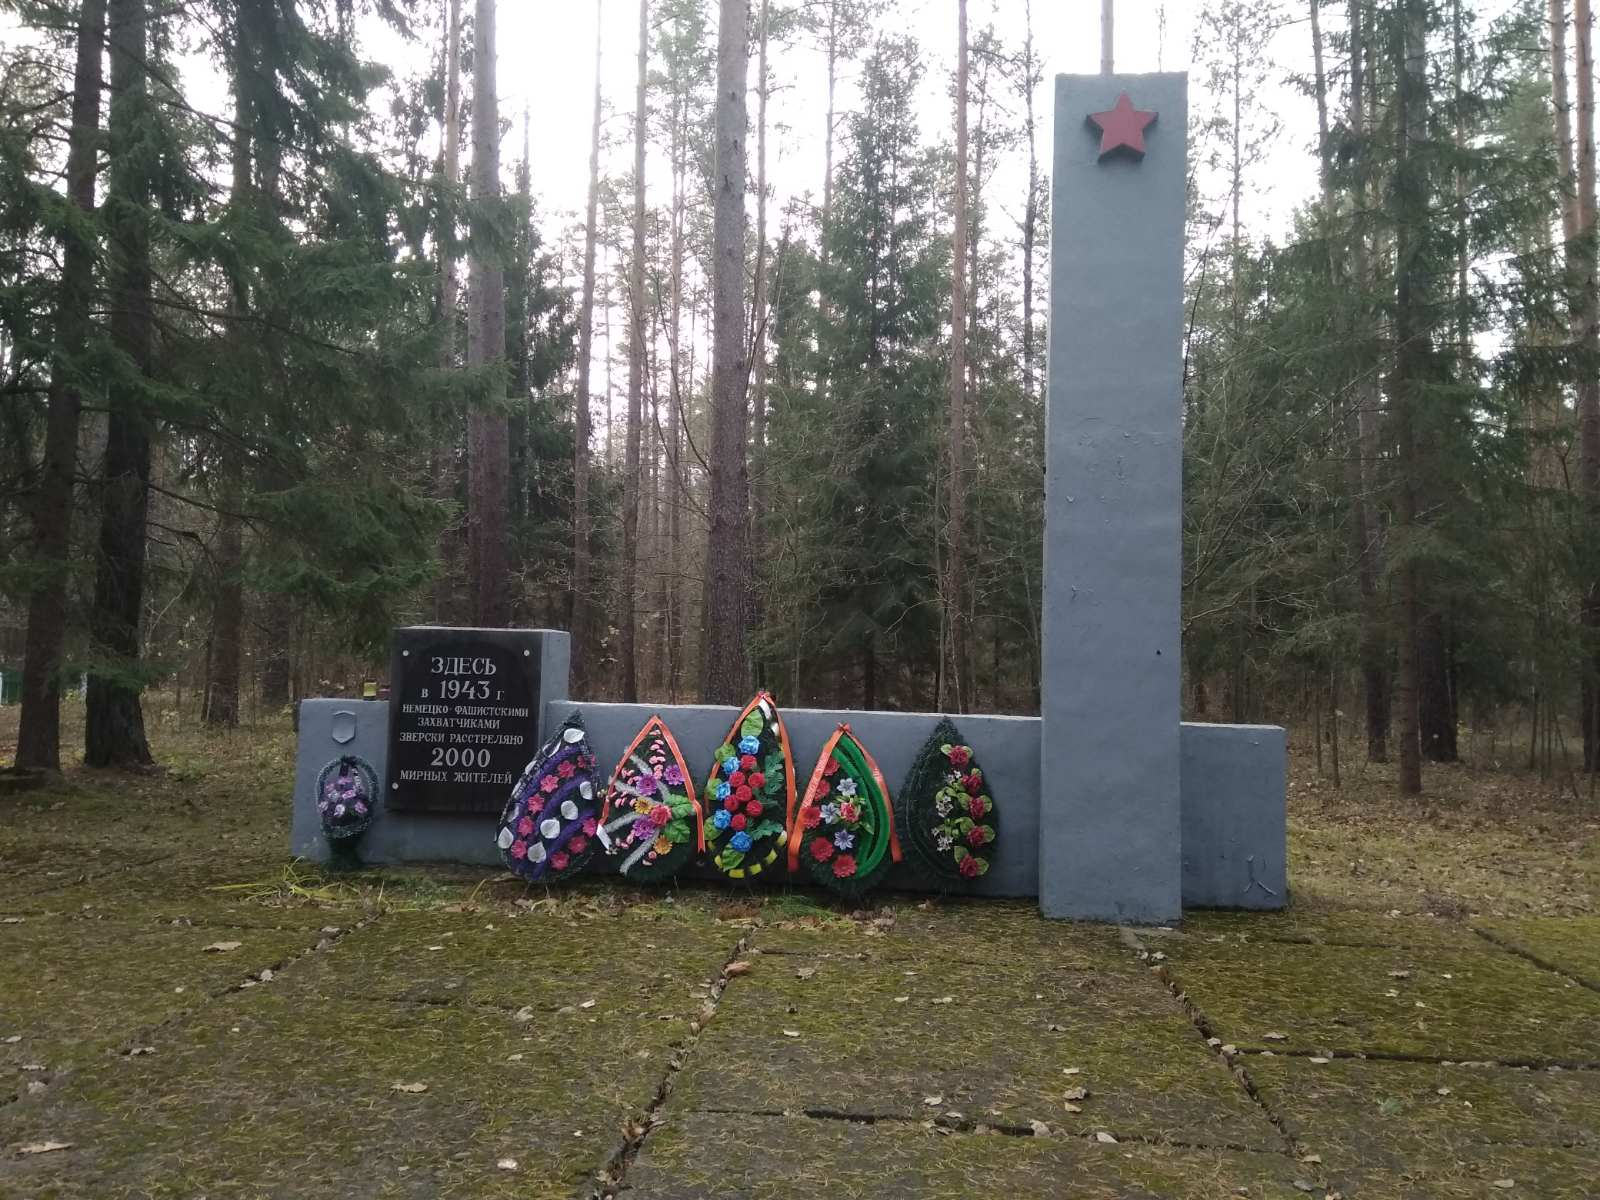 ЗДЕСЬ
в 1943 г.
НЕМЕЦКО-ФАШИСТСКИМИ
ЗАХВАТЧИКАМИ
ЗВЕРСКИ РАССТРЕЛЯНО
2000
МИРНЫХ ЖИТЕЛЕЙ